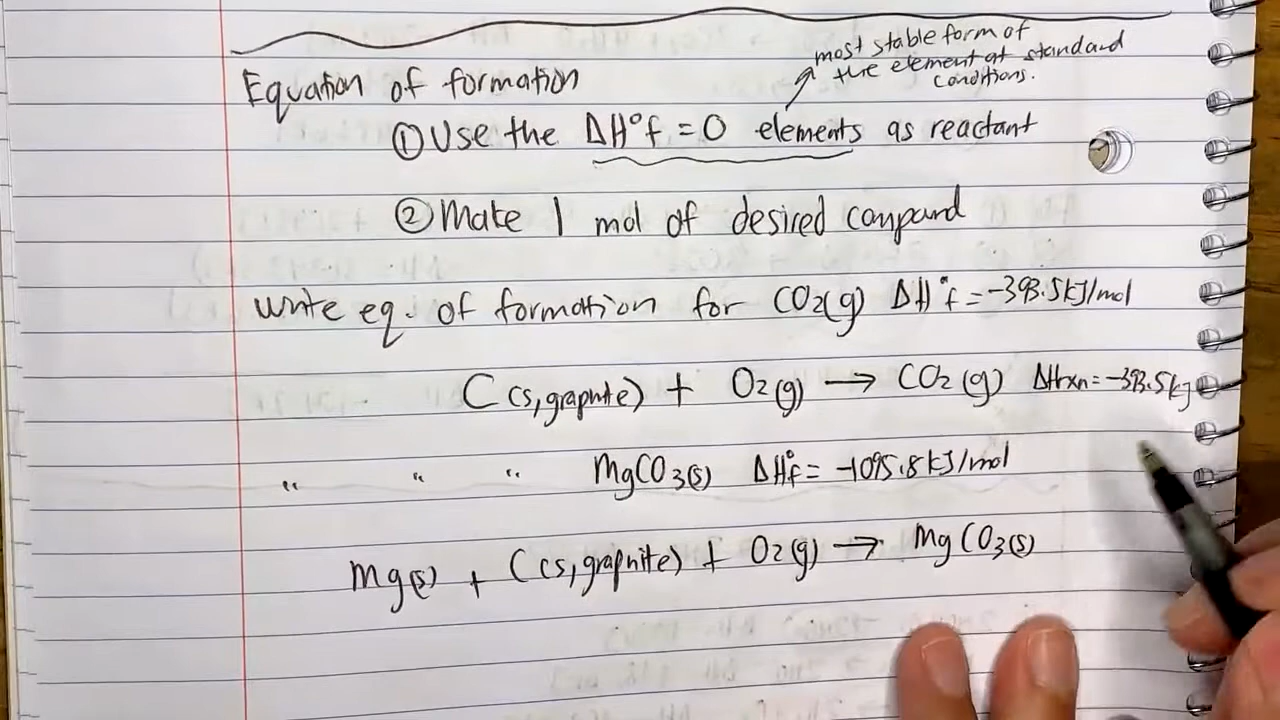 most stable form of
the element at standard
conditions.
Equation of formation
① Use the ΔH°f = 0 elements as reactant
② Make 1 mol of desired compound
Write eq. of formation for CO₂(g) ΔH°f = -393.5 kJ/mol
C(s, graphite) + O₂(g) → CO₂(g) ΔHrxn = -393.5 kJ
" " " MgCO₃(s) ΔH°f = -1095.8 kJ/mol
Mg(s) + C(s, graphite) + O₂(g) → MgCO₃(s)